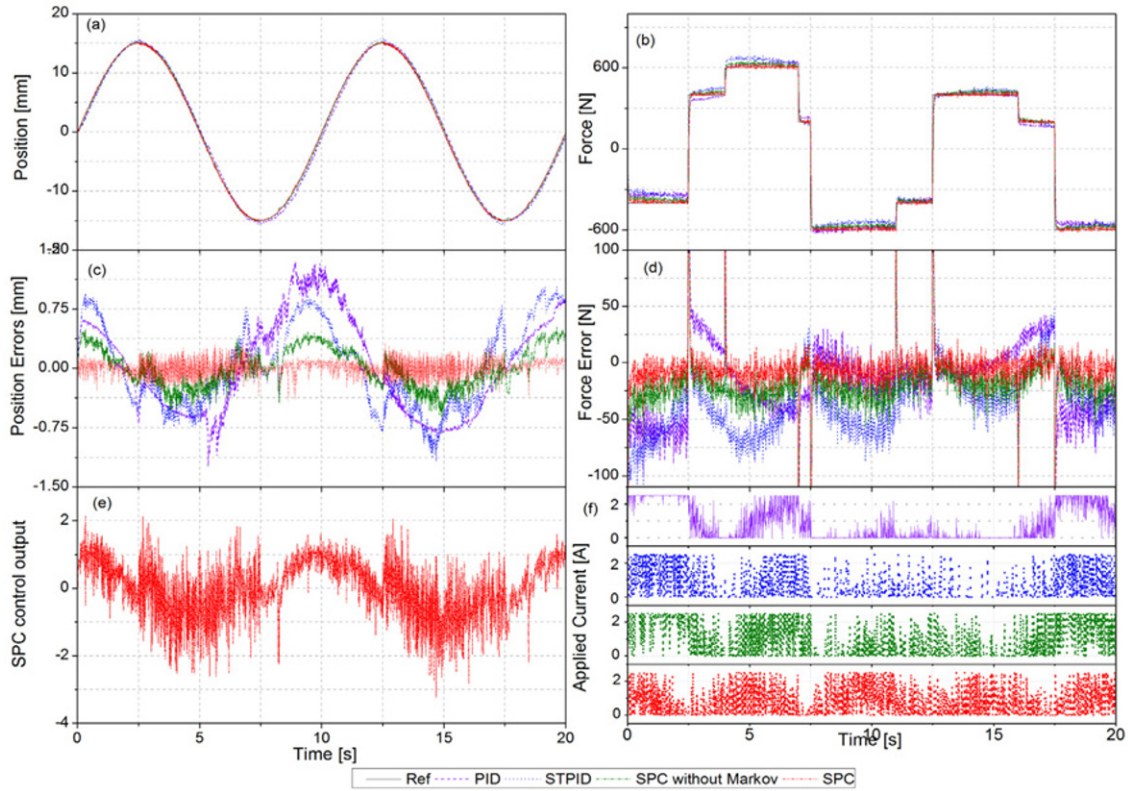 (a)
20
10
0
-10
Position [mm]
(b)
600
0
-600
Force [N]
(c)
0.75
0.00
-0.75
-1.50
Position Errors [mm]
(d)
100
50
0
-50
-100
Force Error [N]
(e)
2
0
-2
-4
SPC control output
0
5
10
15
20
Time [s]
(f)
2
0
2
0
2
0
2
0
Applied Current [A]
0
5
10
15
20
Time [s]
Ref PID STPID SPC without Markov SPC